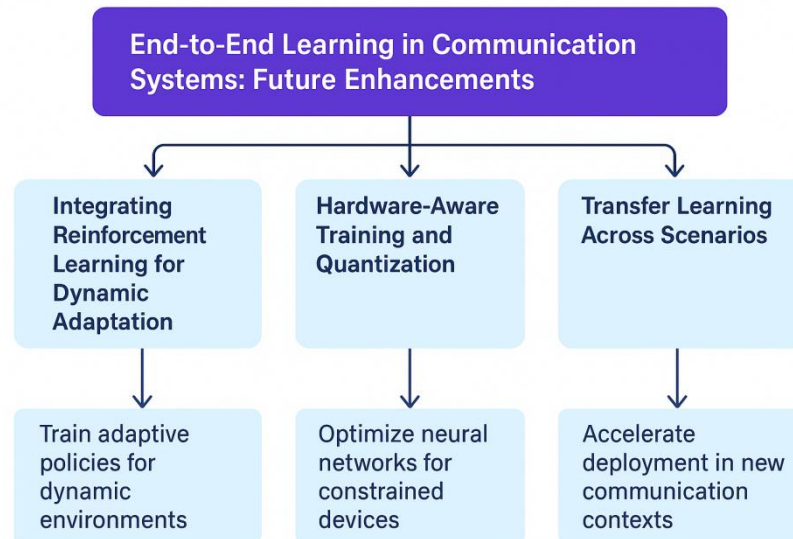 End-to-End Learning in Communication
Systems: Future Enhancements
Integrating
Reinforcement
Learning for
Dynamic
Adaptation
Hardware-Aware
Training and
Quantization
Transfer Learning
Across Scenarios
Train adaptive
policies for
dynamic
environments
Optimize neural
networks for
constrained
devices
Accelerate
deployment in new
communication
contexts